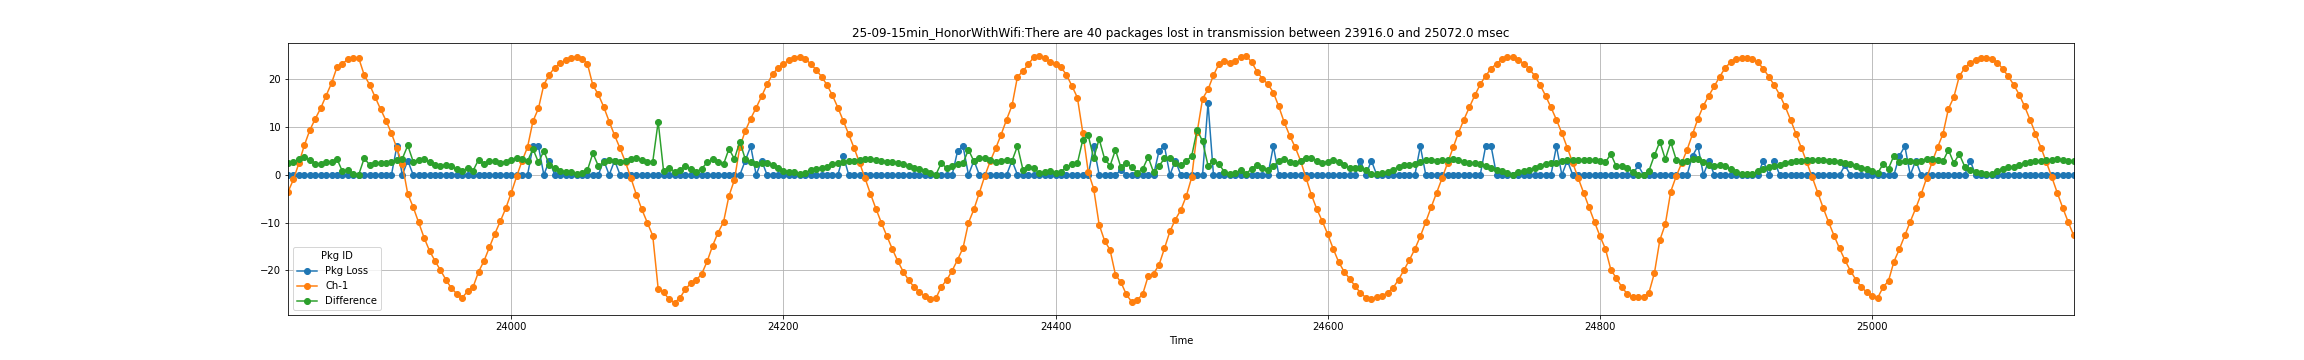 25-09-15min_HonorWithWifi:There are 40 packages lost in transmission between 23916.0 and 25072.0 msec
20
10
0
−10
−20
Pkg ID
Pkg Loss
Ch-1
Difference
24000 24200 24400 24600 24800 25000
Time